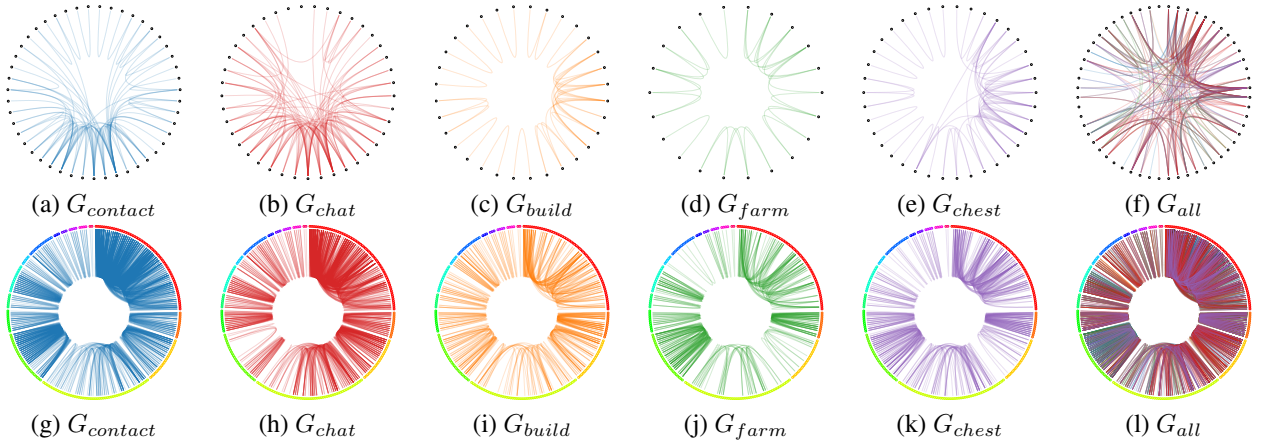 (a) G_contact (b) G_chat (c) G_build (d) G_farm (e) G_chest (f) G_all
(g) G_contact (h) G_chat (i) G_build (j) G_farm (k) G_chest (l) G_all